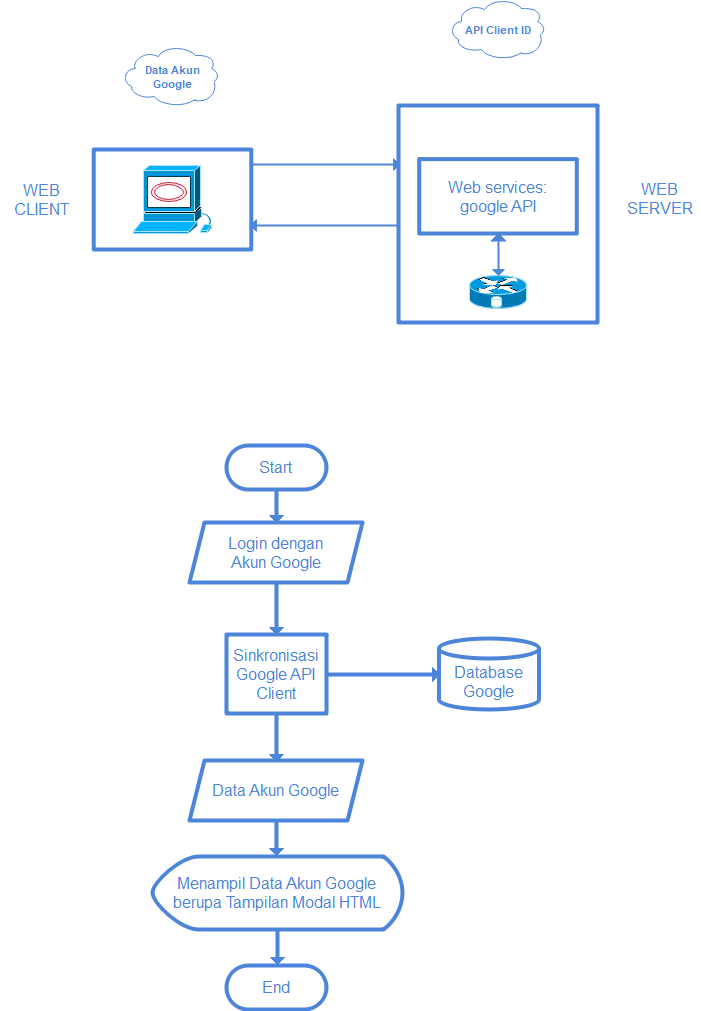 API Client ID
Data Akun
Google
WEB
CLIENT
Web services:
google API
WEB
SERVER
Start
Login dengan
Akun Google
Sinkronisasi
Google API
Client
Database
Google
Data Akun Google
Menampil Data Akun Google
berupa Tampilan Modal HTML
End